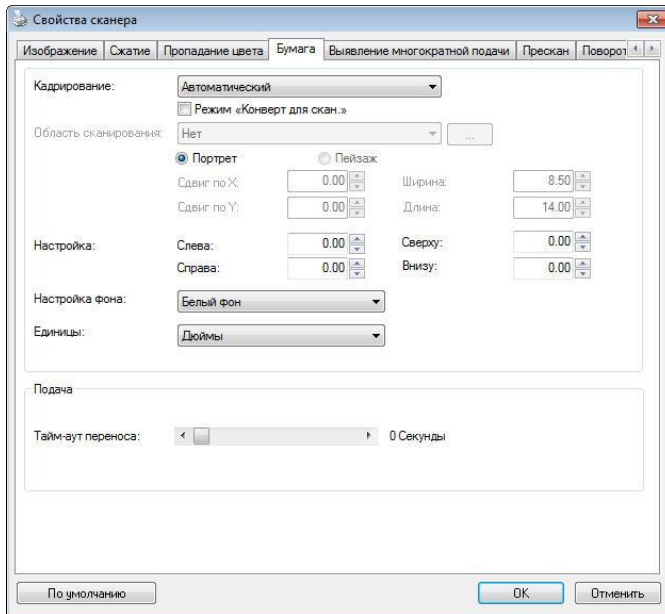 Свойства сканера
Изображение Сжатие Пропадание цвета Бумага Выявление многократной подачи Прескан Поворот
Кадрирование: Автоматический
Режим «Конверт для скан.»
Область сканирования: Нет ...
Портрет Пейзаж
Сдвиг по X: 0.00 Ширина: 8.50
Сдвиг по Y: 0.00 Длина: 14.00
Настройка: Слева: 0.00 Сверху: 0.00
Справа: 0.00 Внизу: 0.00
Настройка фона: Белый фон
Единицы: Дюймы
Подача
Тайм-аут переноса: 0 Секунды
По умолчанию OK Отменить